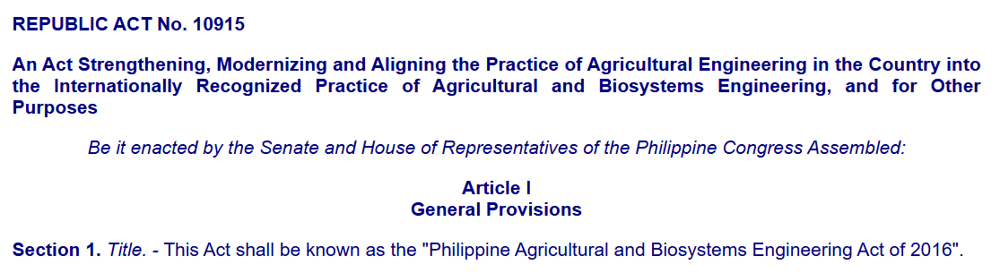 REPUBLIC ACT No. 10915
An Act Strengthening, Modernizing and Aligning the Practice of Agricultural Engineering in the Country into
the Internationally Recognized Practice of Agricultural and Biosystems Engineering, and for Other
Purposes
Be it enacted by the Senate and House of Representatives of the Philippine Congress Assembled:
Article I
General Provisions
Section 1. Title. - This Act shall be known as the "Philippine Agricultural and Biosystems Engineering Act of 2016".